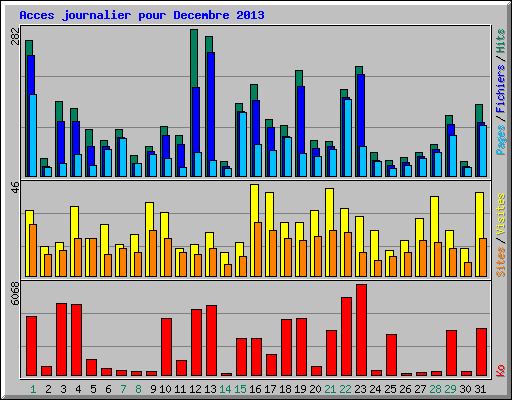 Acces journalier pour Decembre 2013
282
Pages / Fichiers / Hits
46
Sites / Visites
6068
Ko
1 2 3 4 5 6 7 8 9 10 11 12 13 14 15 16 17 18 19 20 21 22 23 24 25 26 27 28 29 30 31